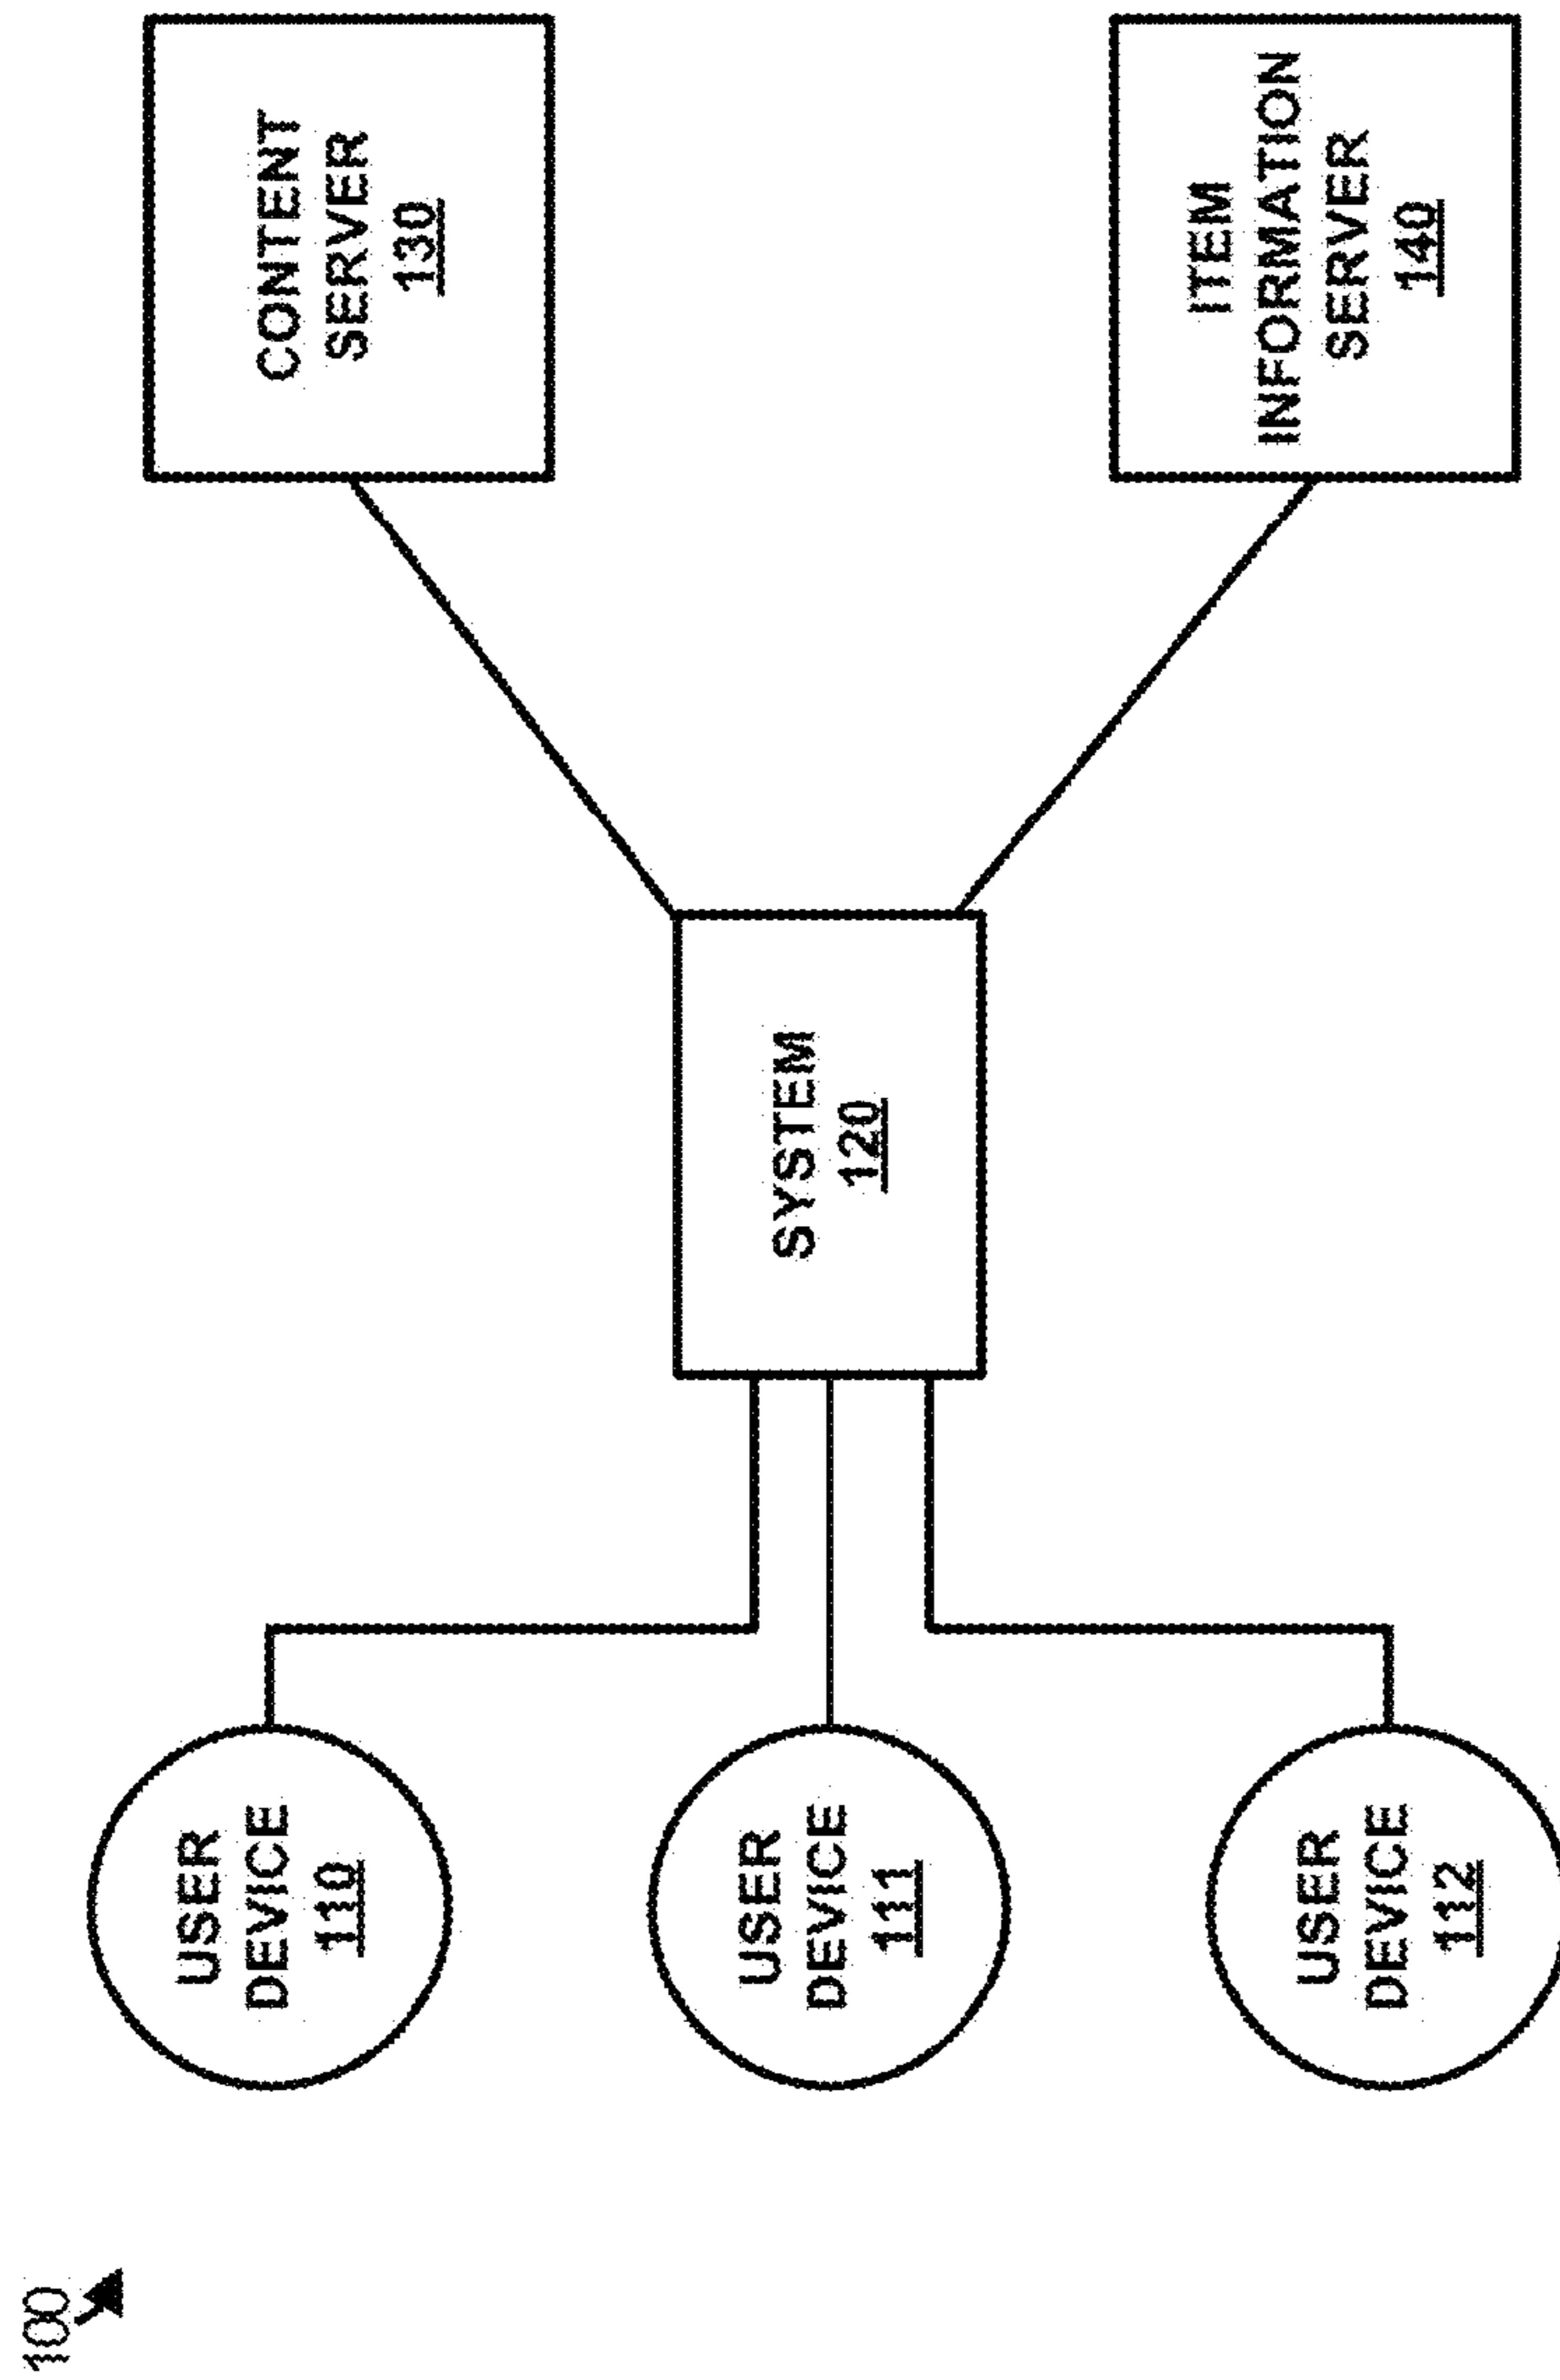 100
USER
DEVICE
110
USER
DEVICE
111
USER
DEVICE
112
SYSTEM
120
CONTENT
SERVER
130
ITEM
INFORMATION
SERVER
140